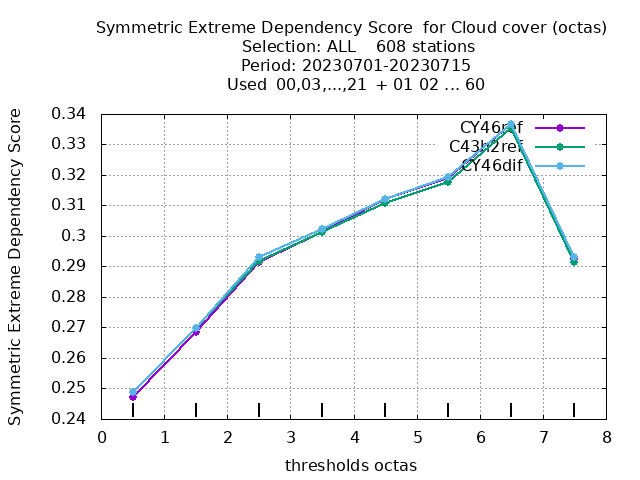 Symmetric Extreme Dependency Score for Cloud cover (octas)
Selection: ALL 608 stations
Period: 20230701-20230715
Used 00,03,...,21 + 01 02 ... 60
Symmetric Extreme Dependency Score
0.34
0.33
0.32
0.31
0.3
0.29
0.28
0.27
0.26
0.25
0.24
CY46ref
C43h2ref
CY46dif
0 1 2 3 4 5 6 7 8
thresholds octas